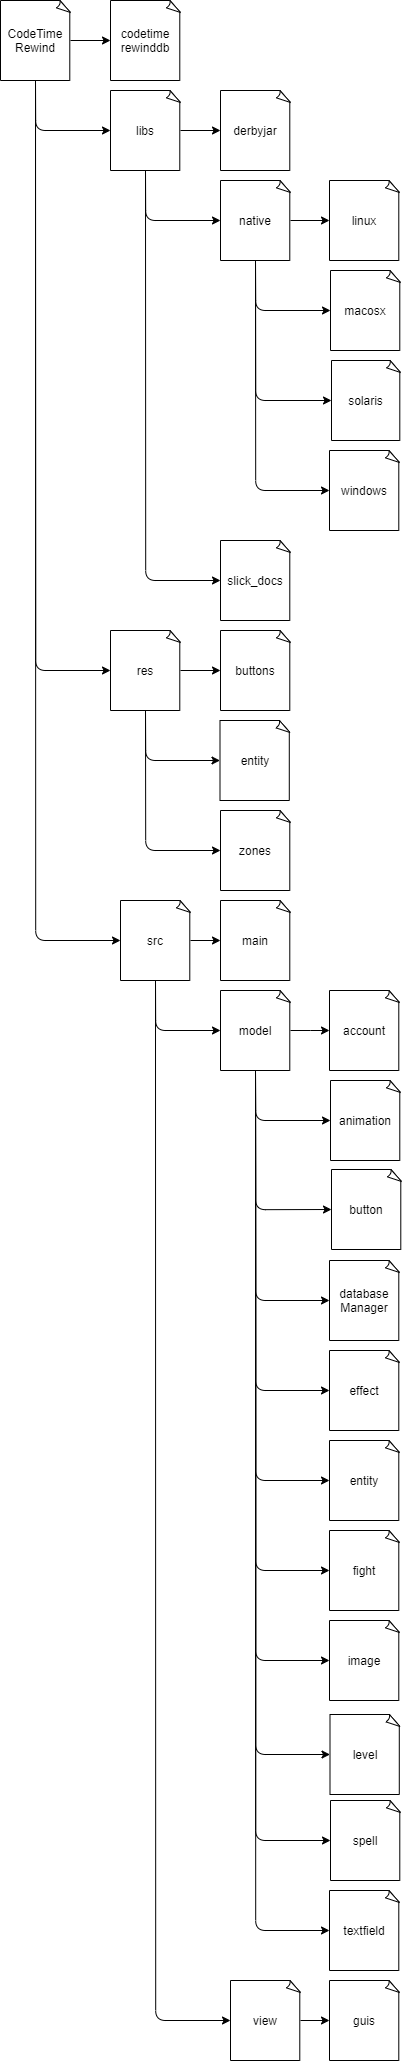 CodeTime
Rewind
codetime
rewinddb
libs
derbyjar
native
linux
macosx
solaris
windows
slick_docs
res
buttons
entity
zones
src
main
model
account
animation
button
database
Manager
effect
entity
fight
image
level
spell
textfield
view
guis